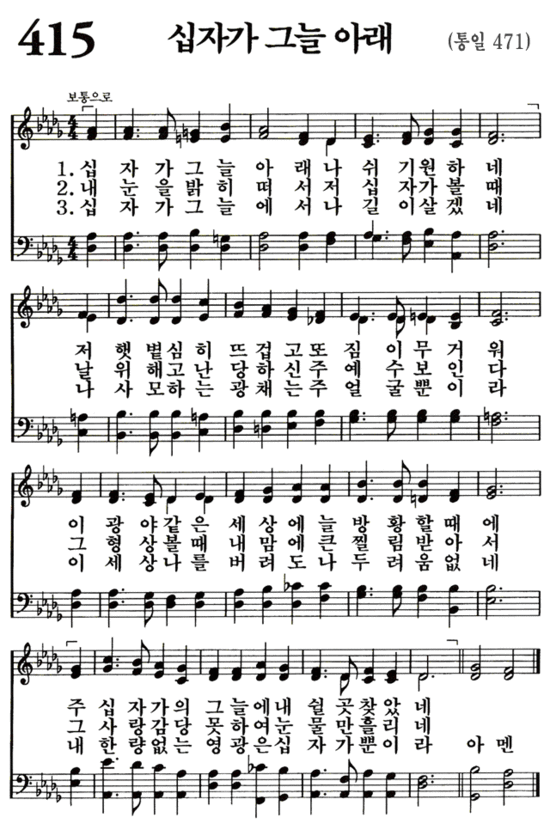 415 십자가 그늘 아래 (통일 471)
보통으로
1. 십 자 가 그 늘 아 래 나 쉬 기 원 하 네
2. 내 눈 을 밝 히 떠 서 저 십 자 가 볼 때
3. 십 자 가 그 늘 에 서 나 길 이 살 겠 네
저 햇 볕 심 히 뜨 겁 고 또 짐 이 무 거 워
날 위 해 고 난 당 하 신 주 예 수 보 인 다
나 사 모 하 는 광 채 는 주 얼 굴 뿐 이 라
이 광 야 같 은 세 상 에 늘 방 황 할 때 에
그 형 상 볼 때 내 맘 에 큰 찔 림 받 아 서
이 세 상 나 를 버 려 도 나 두 려 움 없 네
주 십 자 가 의 그 늘 에 내 쉴 곳 찾 았 네
그 사 랑 감 당 못 하 여 눈 물 만 흘 리 네
내 한 량 없 는 영 광 은 십 자 가 뿐 이 라 아 멘